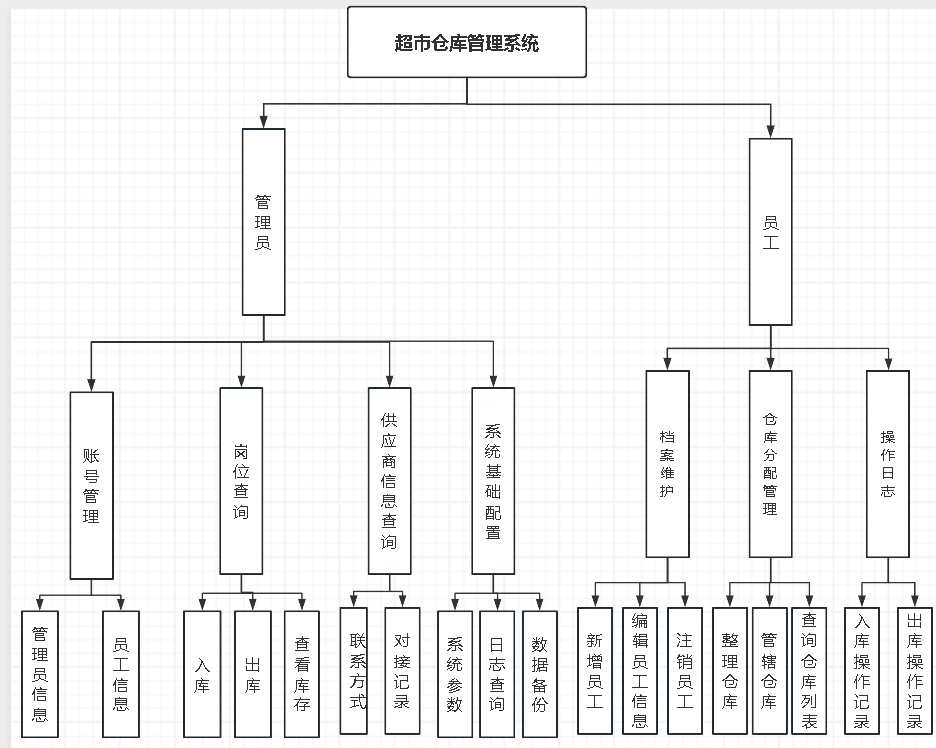 超市仓库管理系统
管理员
员工
账号管理
岗位查询
供应商信息查询
系统基础配置
档案维护
仓库分配管理
操作日志
管理员信息
员工信息
入库
出库
查看库存
联系方式
对接记录
系统参数
日志查询
数据备份
新增员工
编辑员工信息
注销员工
整理仓库
管辖仓库
查询仓库列表
入库操作记录
出库操作记录